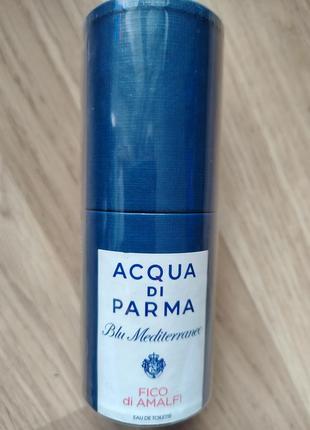 ACQUA
DI
PARMA
Blu Mediterraneo
FICO
di AMALFI
EAU DE TOILETTE